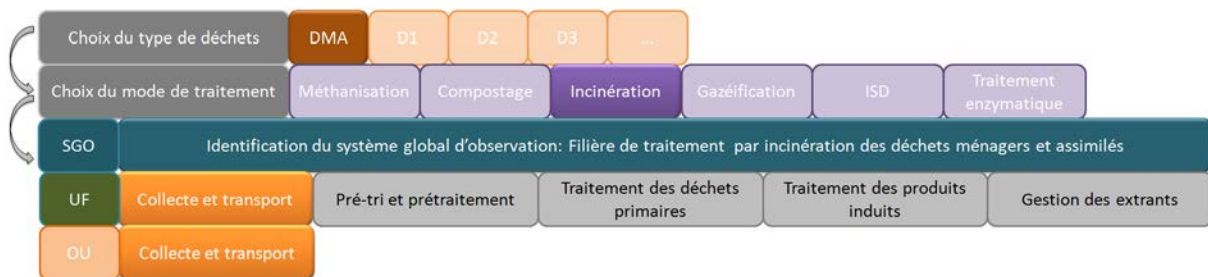 Choix du type de déchets DMA D1 D2 D3 ...
Choix du mode de traitement Méthanisation Compostage Incinération Gazéification ISD Traitement
enzymatique
SGO Identification du système global d'observation: Filière de traitement par incinération des déchets ménagers et assimilés
UF Collecte et transport Pré-tri et prétraitement Traitement des déchets
primaires Traitement des produits
induits Gestion des extrants
OU Collecte et transport